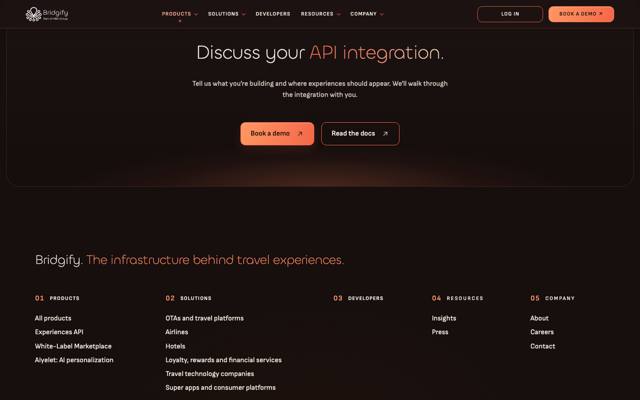 Bridgify
PRODUCTS
SOLUTIONS
DEVELOPERS
RESOURCES
COMPANY
LOG IN
BOOK A DEMO ↗
Discuss your API integration.
Tell us what you're building and where experiences should appear. We'll walk through
the integration with you.
Book a demo ↗
Read the docs ↗
Bridgify. The infrastructure behind travel experiences.
01 PRODUCTS
All products
Experiences API
White-Label Marketplace
Aiyelet: AI personalization
02 SOLUTIONS
OTAs and travel platforms
Airlines
Hotels
Loyalty, rewards and financial services
Travel technology companies
Super apps and consumer platforms
03 DEVELOPERS
04 RESOURCES
Insights
Press
05 COMPANY
About
Careers
Contact